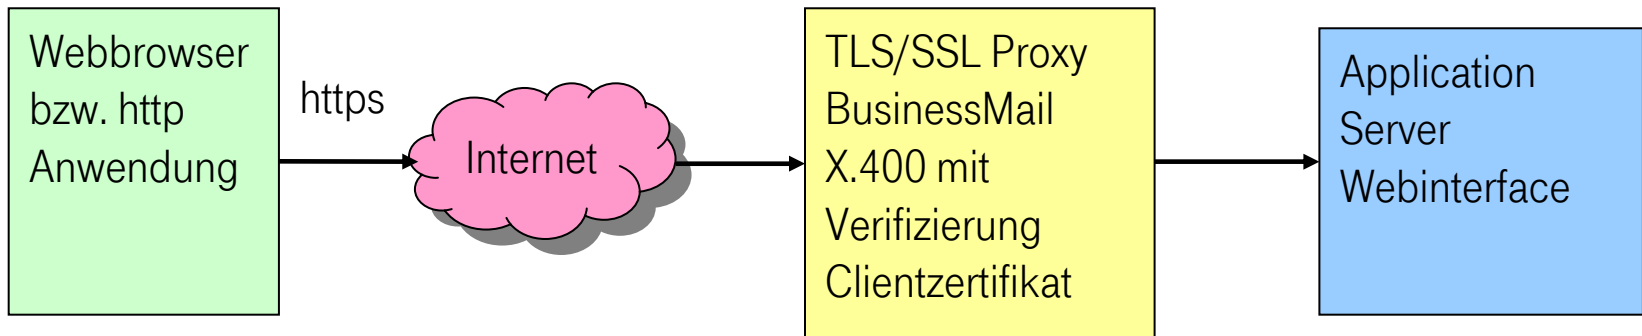 Webbrowser
bzw. http
Anwendung
https
Internet
TLS/SSL Proxy
BusinessMail
X.400 mit
Verifizierung
Clientzertifikat
Application
Server
Webinterface